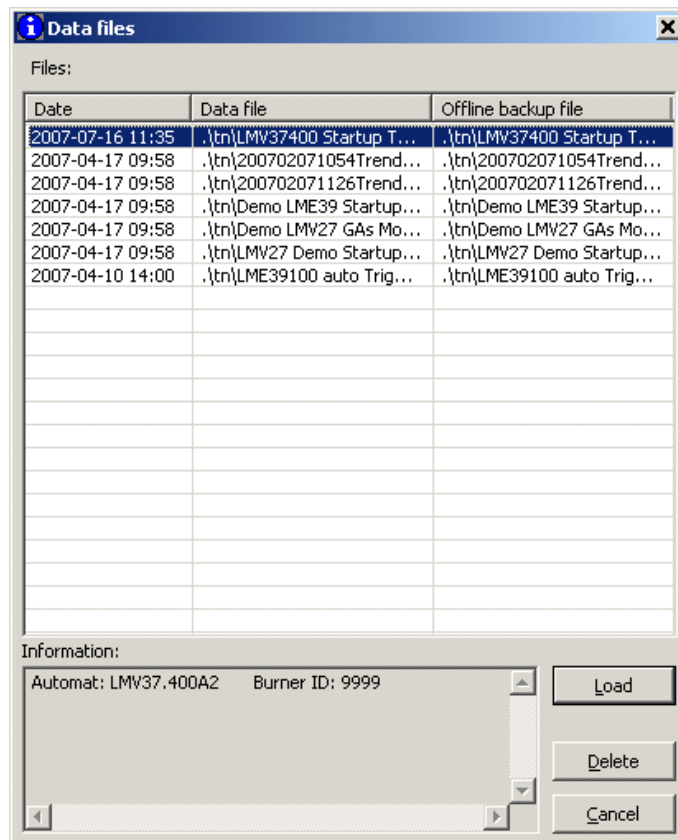 Data files
Files:
Date Data file Offline backup file
2007-07-16 11:35 .\tn\LMV37400 Startup T... .\tn\LMV37400 Startup T...
2007-04-17 09:58 .\tn\200702071054Trend... .\tn\200702071054Trend...
2007-04-17 09:58 .\tn\200702071126Trend... .\tn\200702071126Trend...
2007-04-17 09:58 .\tn\Demo LME39 Startup... .\tn\Demo LME39 Startup...
2007-04-17 09:58 .\tn\Demo LMV27 GAs Mo... .\tn\Demo LMV27 GAs Mo...
2007-04-17 09:58 .\tn\LMV27 Demo Startup... .\tn\LMV27 Demo Startup...
2007-04-10 14:00 .\tn\LME39100 auto Trig... .\tn\LME39100 auto Trig...
Information:
Automat: LMV37.400A2 Burner ID: 9999
Load
Delete
Cancel